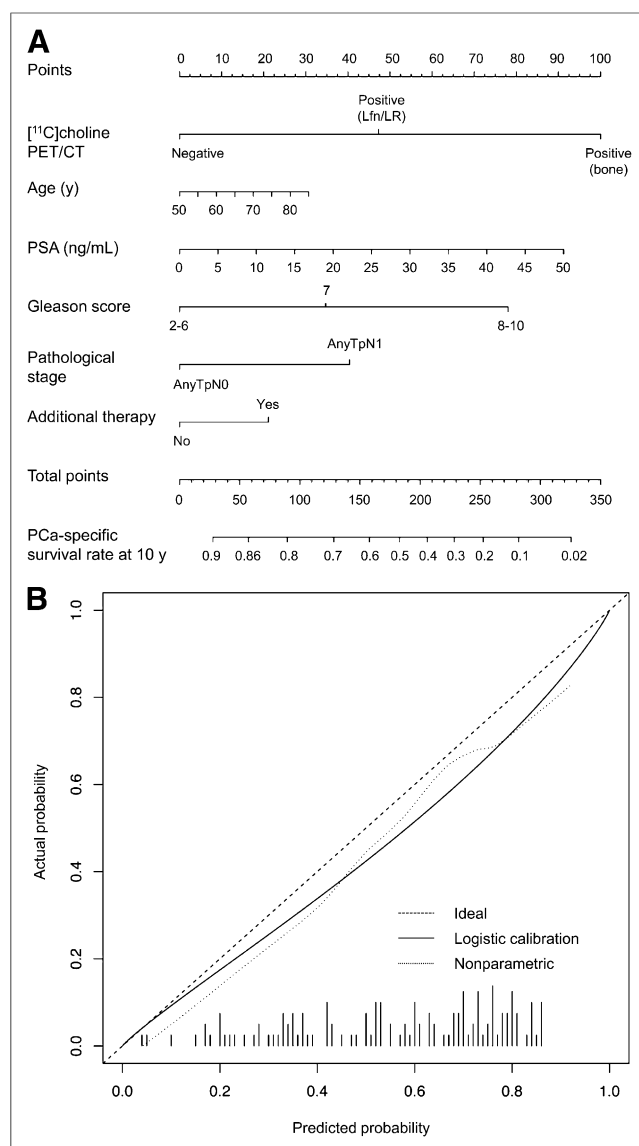 A
Points
0 10 20 30 40 50 60 70 80 90 100
Positive
(Lfn/LR)
[¹¹C]choline
PET/CT
Negative
Positive
(bone)
Age (y)
50 60 70 80
PSA (ng/mL)
0 5 10 15 20 25 30 35 40 45 50
7
Gleason score
2-6 8-10
AnyTpN1
Pathological
stage
AnyTpN0
Yes
Additional therapy
No
Total points
0 50 100 150 200 250 300 350
PCa-specific
survival rate at 10 y
0.9 0.86 0.8 0.7 0.6 0.5 0.4 0.3 0.2 0.1 0.02
B
1.0
0.8
0.6
0.4
0.2
0.0
Actual probability
Ideal
Logistic calibration
Nonparametric
0.0 0.2 0.4 0.6 0.8 1.0
Predicted probability